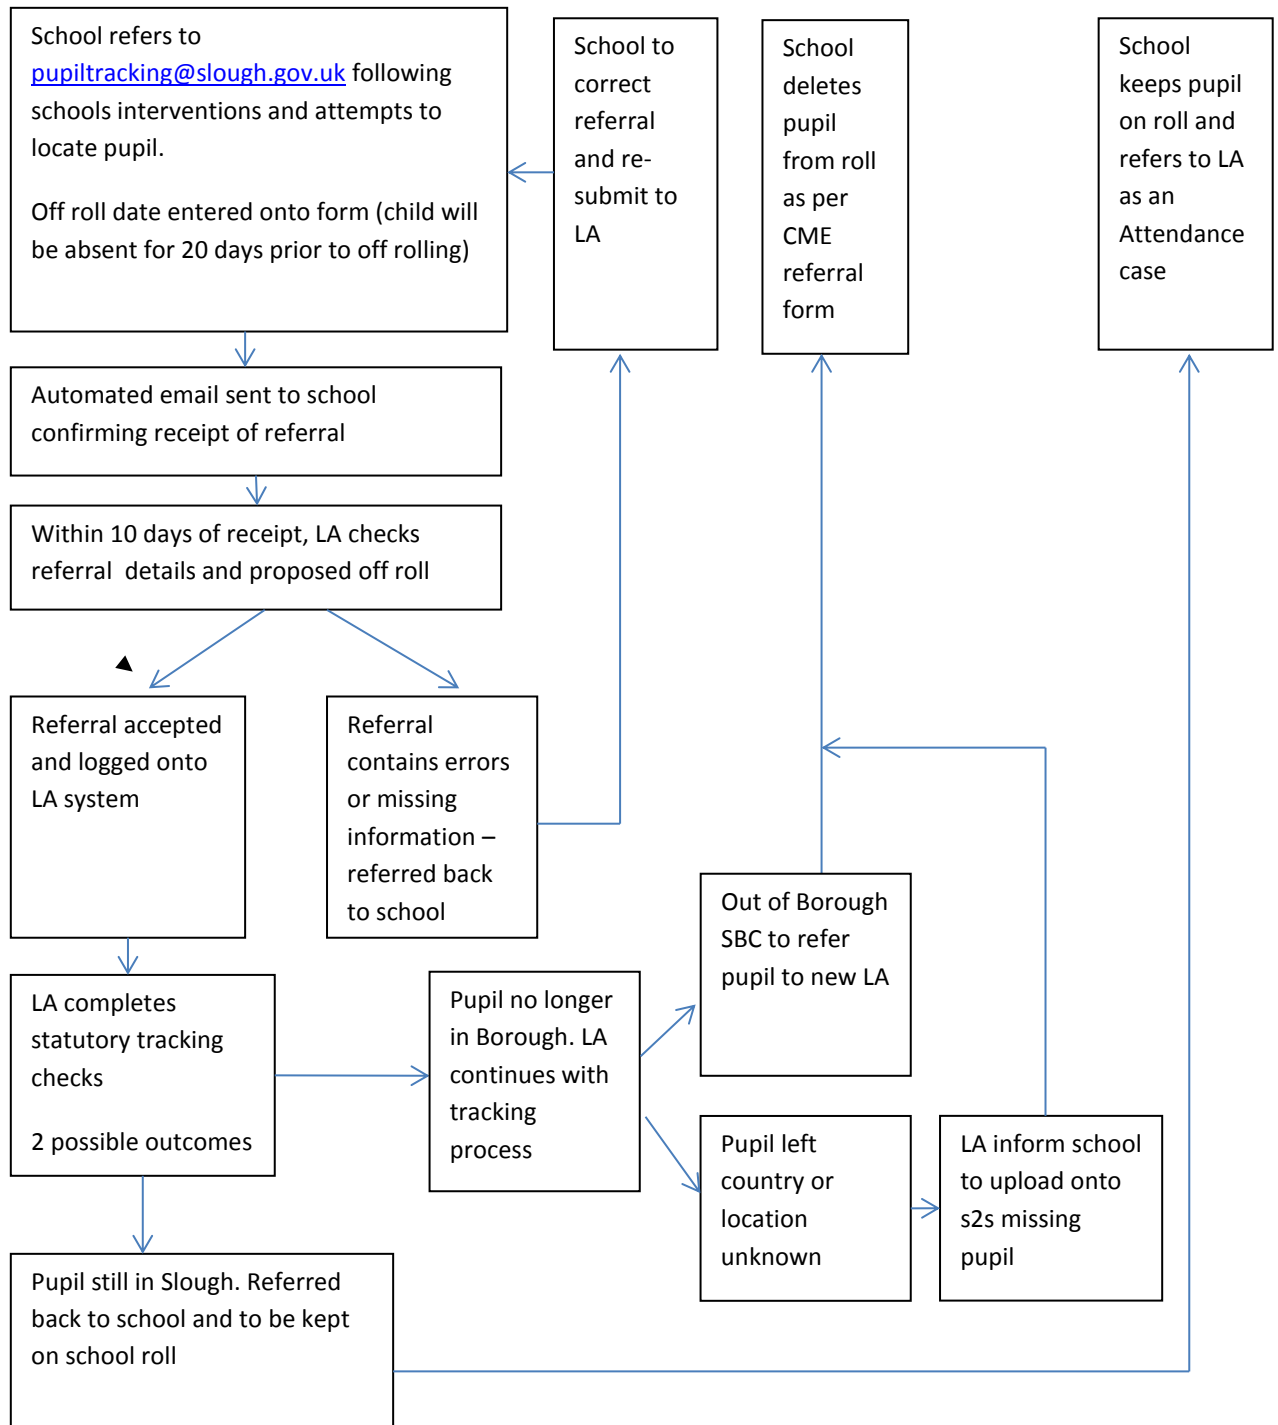 School refers to
pupiltracking@slough.gov.uk following
schools interventions and attempts to
locate pupil.
Off roll date entered onto form (child will
be absent for 20 days prior to off rolling)
School to
correct
referral
and re-
submit to
LA
School
deletes
pupil
from roll
as per
CME
referral
form
School
keeps pupil
on roll and
refers to LA
as an
Attendance
case
Automated email sent to school
confirming receipt of referral
Within 10 days of receipt, LA checks
referral  details and proposed off roll
Referral accepted
and logged onto
LA system
Referral
contains errors
or missing
information –
referred back
to school
LA completes
statutory tracking
checks
2 possible outcomes
Pupil no longer
in Borough. LA
continues with
tracking
process
Out of Borough
SBC to refer
pupil to new LA
Pupil left
country or
location
unknown
LA inform school
to upload onto
s2s missing
pupil
Pupil still in Slough. Referred
back to school and to be kept
on school roll